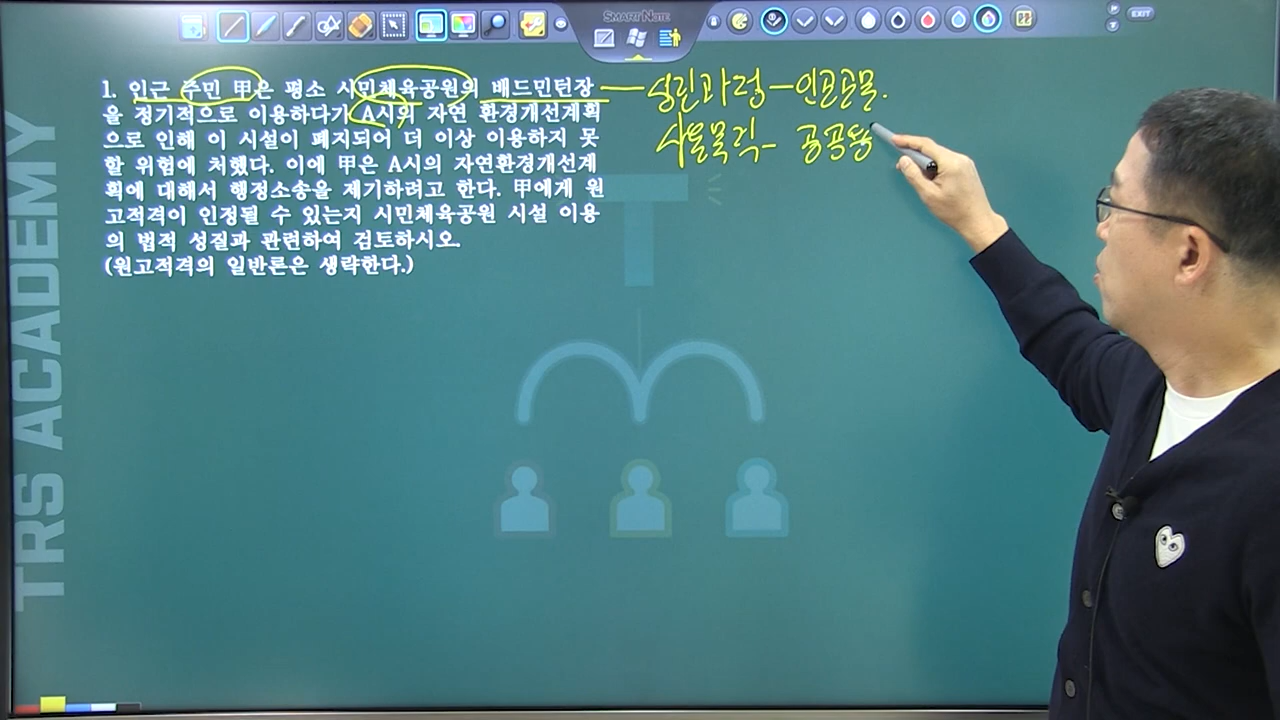 SMART NOTE
EXIT
1. 인근 주민 甲은 평소 시민체육공원의 배드민턴장
을 정기적으로 이용하다가 A시의 자연 환경개선계획
으로 인해 이 시설이 폐지되어 더 이상 이용하지 못
할 위험에 처했다. 이에 甲은 A시의 자연환경개선계
획에 대해서 행정소송을 제기하려고 한다. 甲에게 원
고적격이 인정될 수 있는지 시민체육공원 시설 이용
의 법적 성질과 관련하여 검토하시오.
(원고적격의 일반론은 생략한다.)
성립과정 - 인공공물.
사용목적 - 공공용
TRS ACADEMY